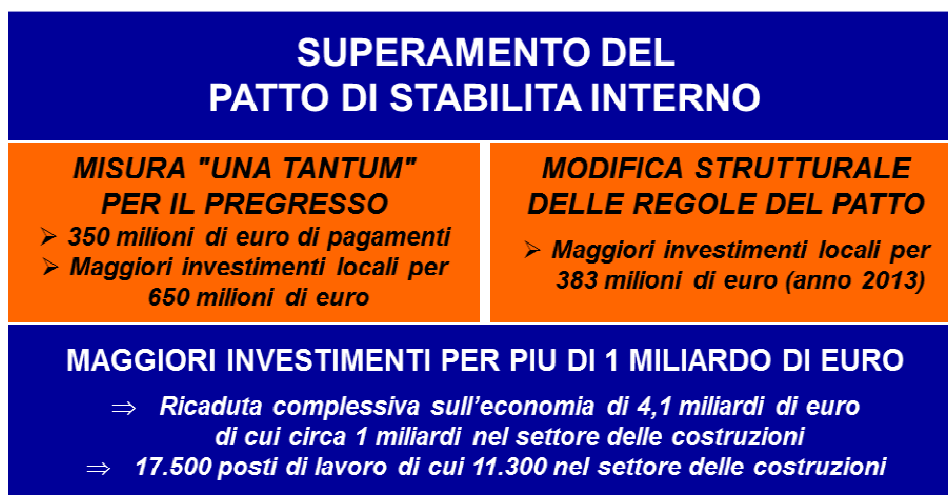 SUPERAMENTO DEL
PATTO DI STABILITA INTERNO
MISURA "UNA TANTUM"
PER IL PREGRESSO
➢ 350 milioni di euro di pagamenti
➢ Maggiori investimenti locali per
650 milioni di euro
MODIFICA STRUTTURALE
DELLE REGOLE DEL PATTO
➢ Maggiori investimenti locali per
383 milioni di euro (anno 2013)
MAGGIORI INVESTIMENTI PER PIU DI 1 MILIARDO DI EURO
⇒ Ricaduta complessiva sull’economia di 4,1 miliardi di euro
di cui circa 1 miliardi nel settore delle costruzioni
⇒ 17.500 posti di lavoro di cui 11.300 nel settore delle costruzioni